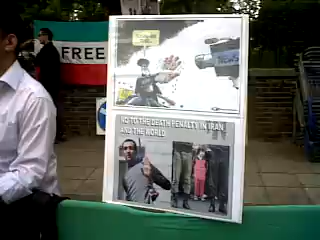 FREE
NO TO THE DEATH PENALTY IN IRAN
AND THE WORLD